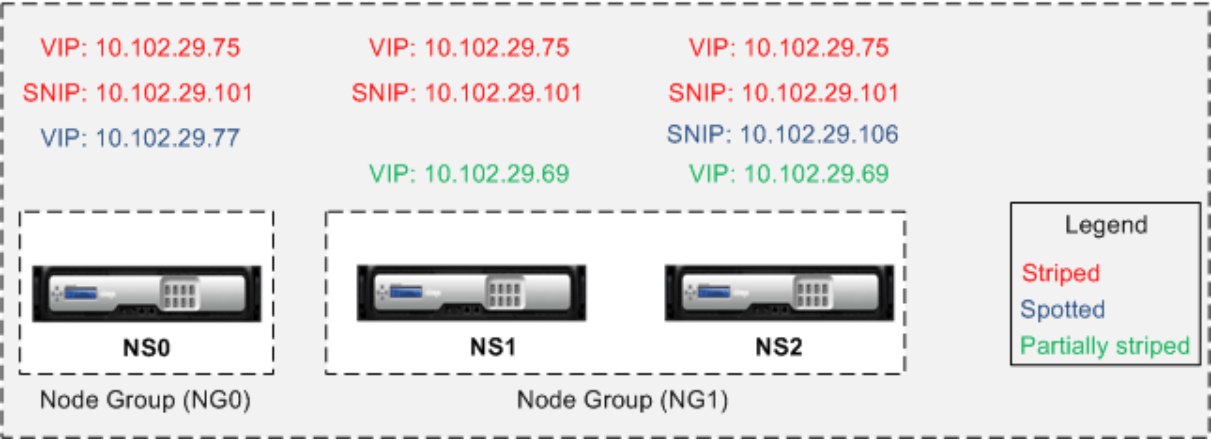 VIP: 10.102.29.75 VIP: 10.102.29.75 VIP: 10.102.29.75
SNIP: 10.102.29.101 SNIP: 10.102.29.101 SNIP: 10.102.29.101
VIP: 10.102.29.77 SNIP: 10.102.29.106
VIP: 10.102.29.69 VIP: 10.102.29.69
Legend
Striped
Spotted
Partially striped
NS0 NS1 NS2
Node Group (NG0) Node Group (NG1)